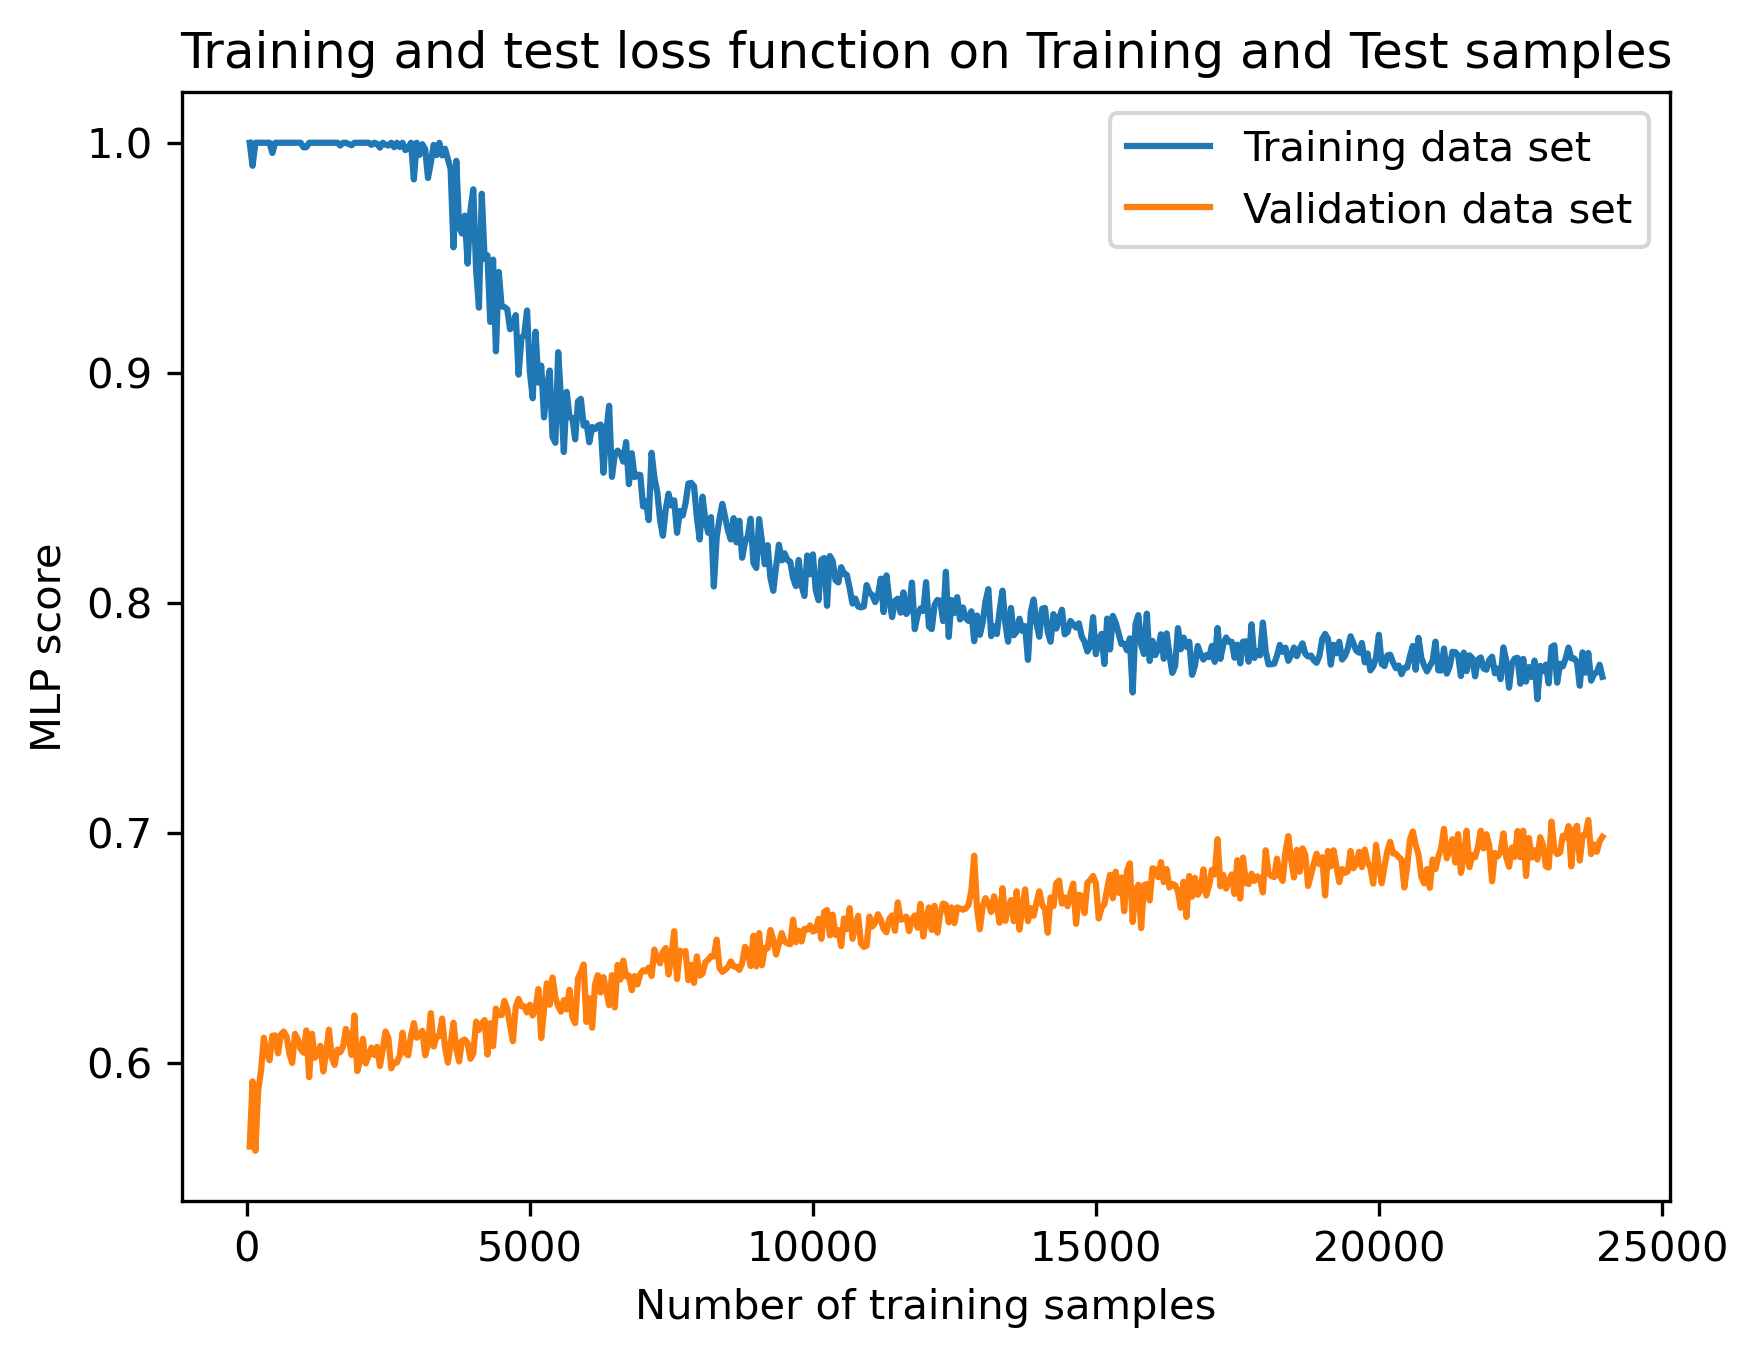 Training and test loss function on Training and Test samples
Training data set
Validation data set
1.0
0.9
0.8
0.7
0.6
MLP score
0
5000
10000
15000
20000
25000
Number of training samples